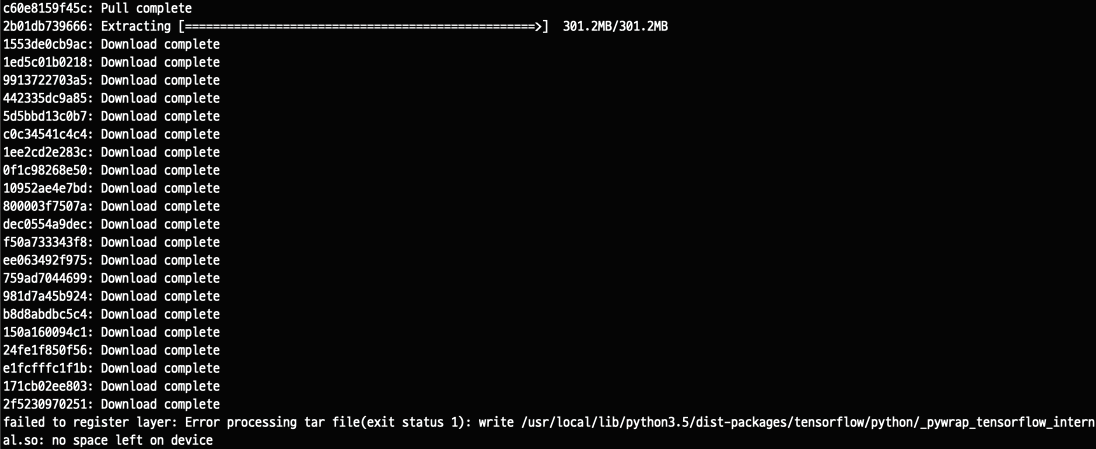 c60e8159f45c: Pull complete
2b01db739666: Extracting [==================================================>]  301.2MB/301.2MB
1553de0cb9ac: Download complete
1ed5c01b0218: Download complete
9913722703a5: Download complete
442335dc9a85: Download complete
5d5bbd13c0b7: Download complete
c0c34541c4c4: Download complete
1ee2cd2e283c: Download complete
0f1c98268e50: Download complete
10952ae4e7bd: Download complete
800003f7507a: Download complete
dec0554a9dec: Download complete
f50a733343f8: Download complete
ee063492f975: Download complete
759ad7044699: Download complete
981d7a45b924: Download complete
b8d8abdbc5c4: Download complete
150a160094c1: Download complete
24fe1f850f56: Download complete
e1fcfffc1f1b: Download complete
171cb02ee803: Download complete
2f5230970251: Download complete
failed to register layer: Error processing tar file(exit status 1): write /usr/local/lib/python3.5/dist-packages/tensorflow/python/_pywrap_tensorflow_intern
al.so: no space left on device